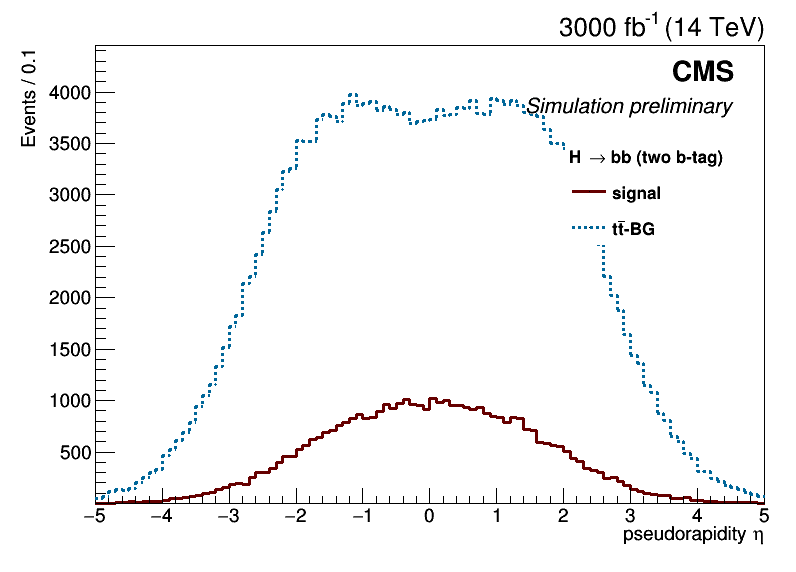 3000 fb⁻¹ (14 TeV)
CMS
Simulation preliminary
H → bb (two b-tag)
signal
tt̄-BG
Events / 0.1
4000
3500
3000
2500
2000
1500
1000
500
−5 −4 −3 −2 −1 0 1 2 3 4 5
pseudorapidity η